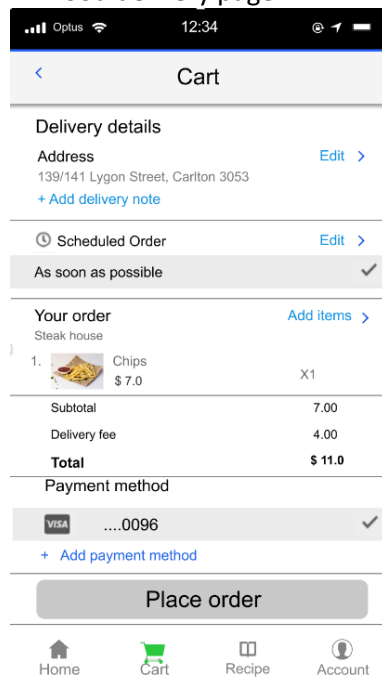 Optus 12:34
Cart
Delivery details
Address Edit >
139/141 Lygon Street, Carlton 3053
+ Add delivery note
Scheduled Order Edit >
As soon as possible
Your order Add items >
Steak house
1. Chips
$ 7.0 X1
Subtotal 7.00
Delivery fee 4.00
Total $ 11.0
Payment method
VISA ....0096
+ Add payment method
Place order
Home Cart Recipe Account